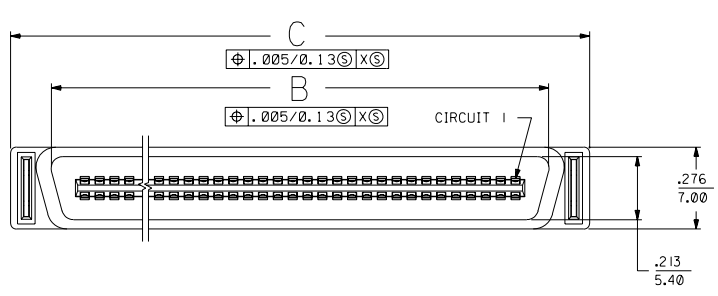 C
⌖ .005/0.13Ⓢ XⓈ
B
⌖ .005/0.13Ⓢ XⓈ
CIRCUIT 1
.276
7.00
.213
5.40